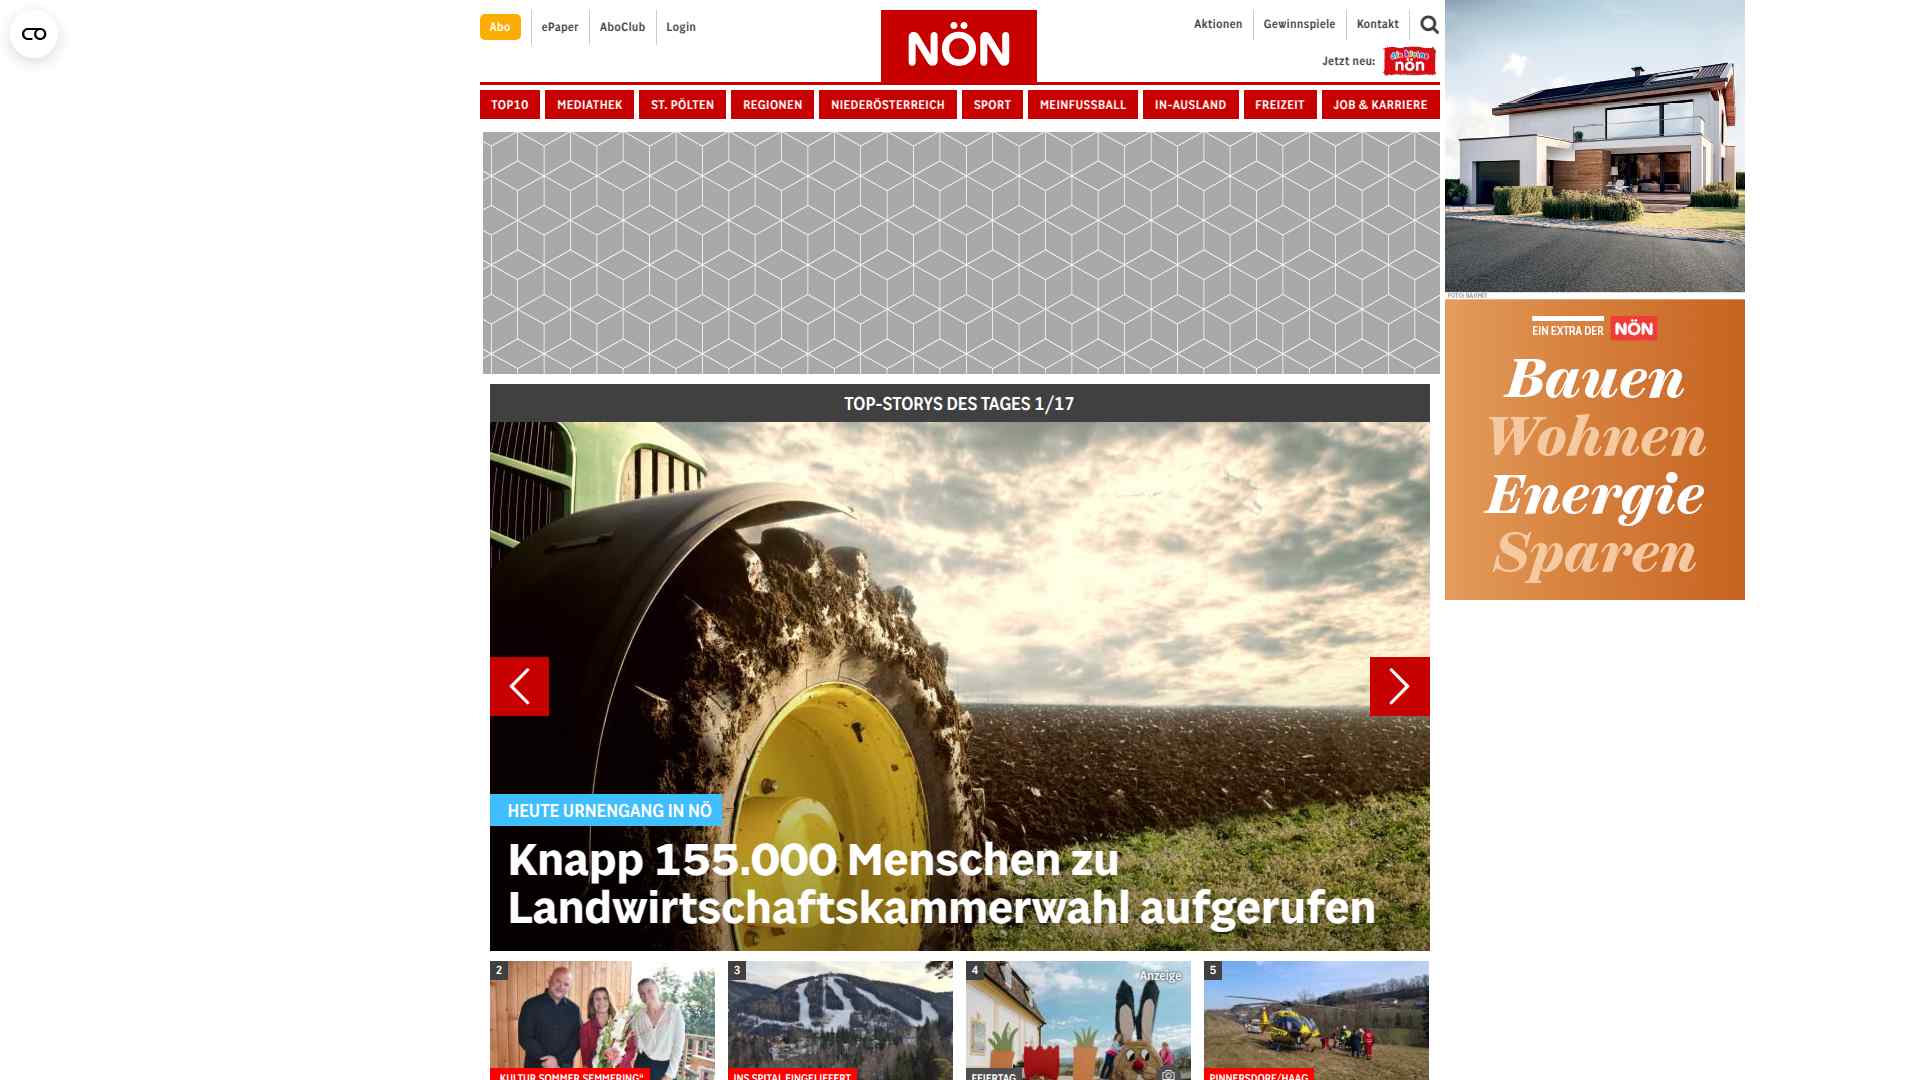 Abo
ePaper
AboClub
Login
NÖN
Aktionen
Gewinnspiele
Kontakt
Jetzt neu:
die kleine
nön
TOP10
MEDIATHEK
ST. PÖLTEN
REGIONEN
NIEDERÖSTERREICH
SPORT
MEINFUSSBALL
IN-AUSLAND
FREIZEIT
JOB & KARRIERE
EIN EXTRA DER NÖN
Bauen
Wohnen
Energie
Sparen
TOP-STORYS DES TAGES 1/17
HEUTE URNENGANG IN NÖ
Knapp 155.000 Menschen zu
Landwirtschaftskammerwahl aufgerufen
2
3
4
Anzeige
5
KULTUR.SOMMER.SEMMERING"
INS SPITAL EINGELIEFERT
FEIERTAG
PINNERSDORF/HAAG